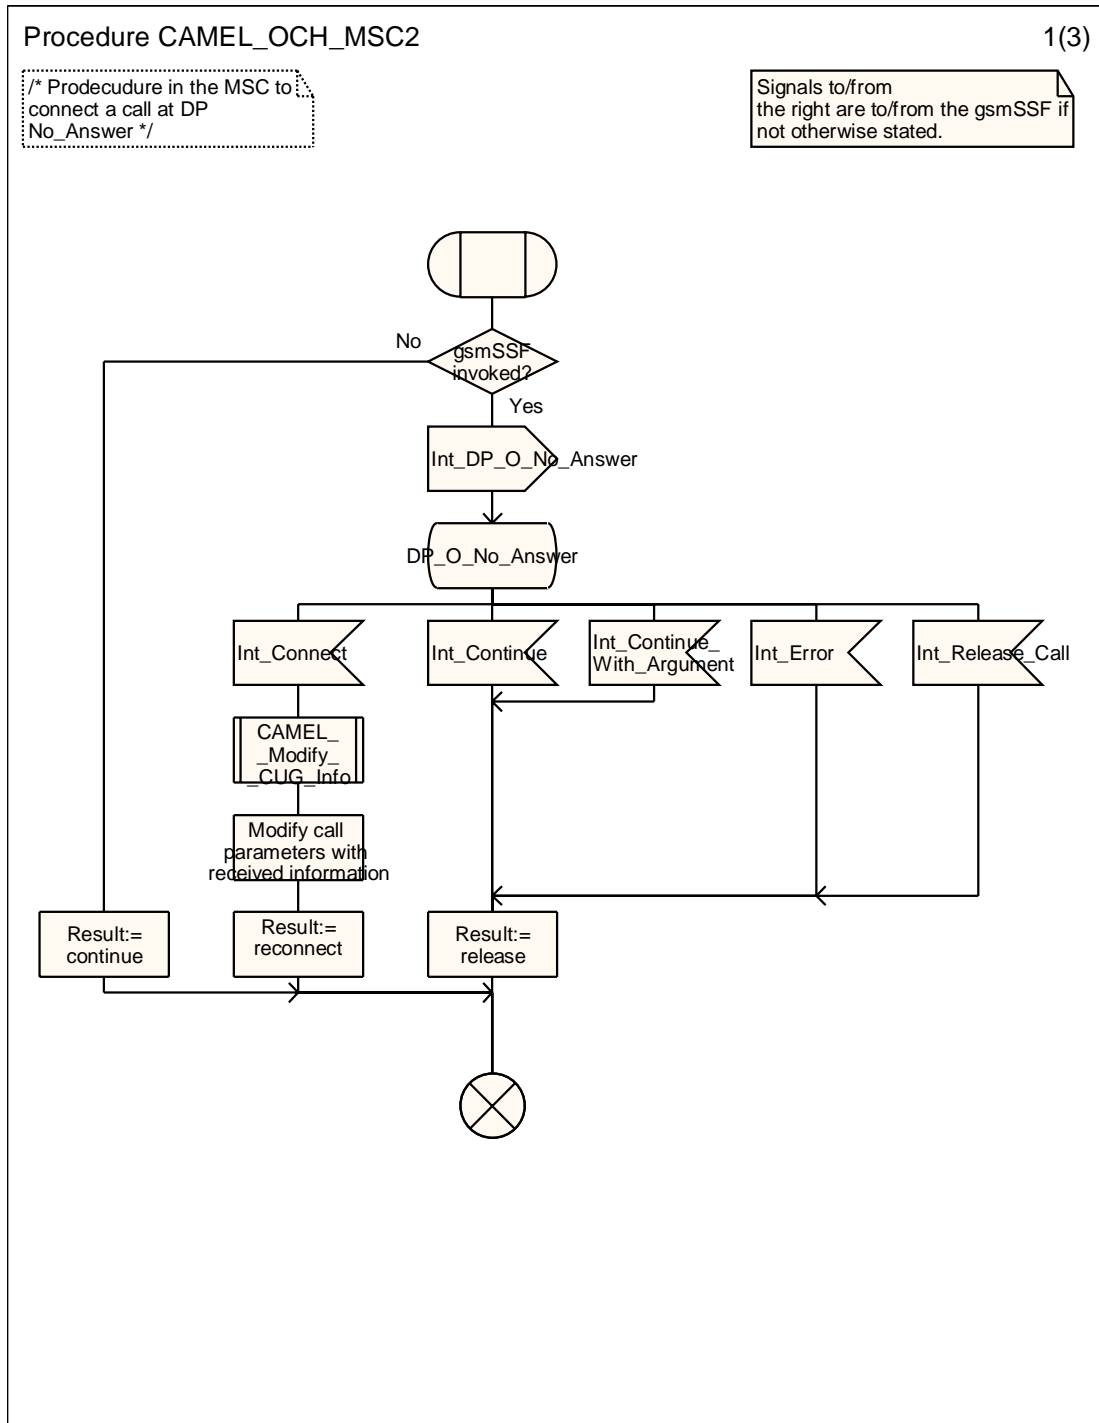 Procedure CAMEL_OCH_MSC2
1(3)
/* Prodecudure in the MSC to
connect a call at DP
No_Answer */
Signals to/from
the right are to/from the gsmSSF if
not otherwise stated.
No
gsmSSF
invoked?
Yes
Int_DP_O_No_Answer
DP_O_No_Answer
Int_Connect
Int_Continue
Int_Continue_
With_Argument
Int_Error
Int_Release_Call
CAMEL_
_Modify_
_CUG_Info
Modify call
parameters with
received information
Result:=
continue
Result:=
reconnect
Result:=
release